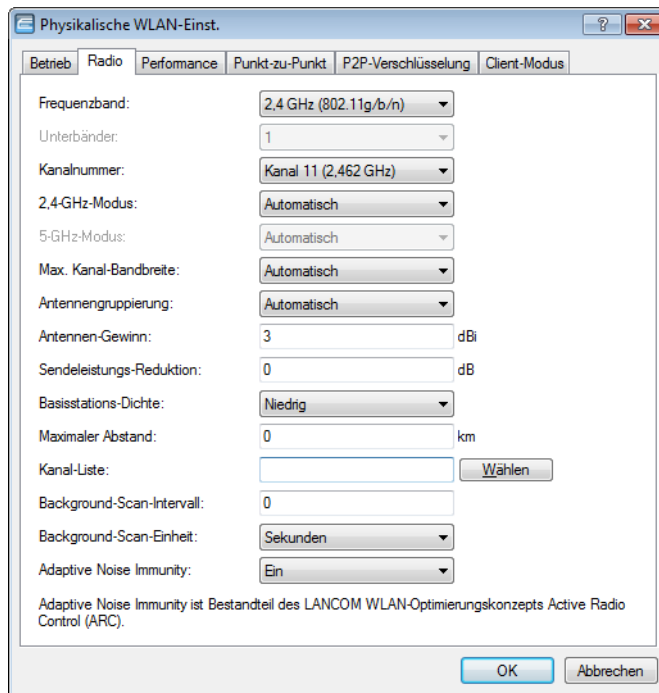 Physikalische WLAN-Einst.
Betrieb Radio Performance Punkt-zu-Punkt P2P-Verschlüsselung Client-Modus
Frequenzband: 2,4 GHz (802.11g/b/n)
Unterbänder: 1
Kanalnummer: Kanal 11 (2,462 GHz)
2,4-GHz-Modus: Automatisch
5-GHz-Modus: Automatisch
Max. Kanal-Bandbreite: Automatisch
Antennengruppierung: Automatisch
Antennen-Gewinn: 3 dBi
Sendeleistungs-Reduktion: 0 dB
Basisstations-Dichte: Niedrig
Maximaler Abstand: 0 km
Kanal-Liste: Wählen
Background-Scan-Intervall: 0
Background-Scan-Einheit: Sekunden
Adaptive Noise Immunity: Ein
Adaptive Noise Immunity ist Bestandteil des LANCOM WLAN-Optimierungskonzepts Active Radio
Control (ARC).
OK Abbrechen